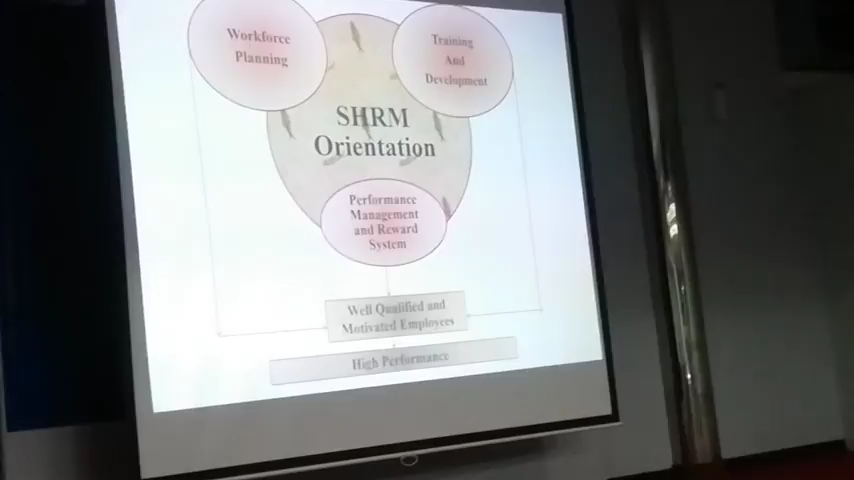 Workforce
Planning
Training
And
Development
SHRM
Orientation
Performance
Management
and Reward
System
Well Qualified and
Motivated Employees
High Performance